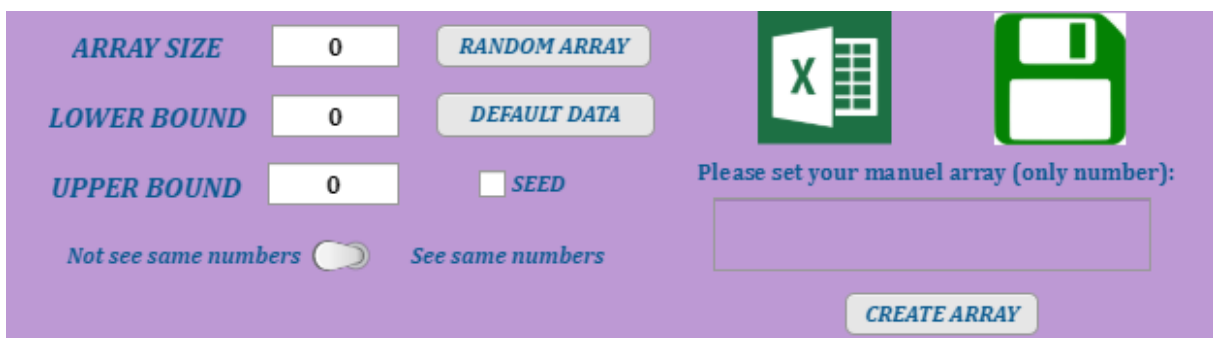 ARRAY SIZE 0 RANDOM ARRAY
LOWER BOUND 0 DEFAULT DATA
UPPER BOUND 0 SEED
Not see same numbers See same numbers
X
Please set your manuel array (only number):
CREATE ARRAY